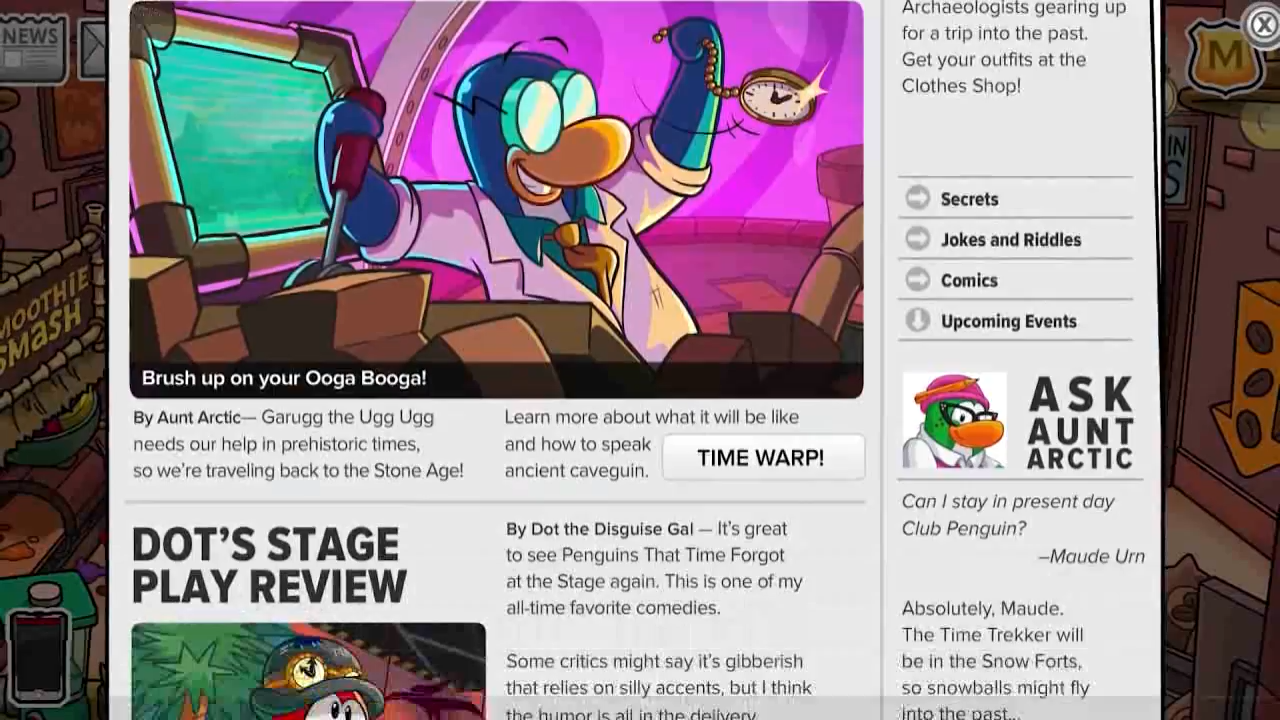 NEWS
M
SMASH
Brush up on your Ooga Booga!
By Aunt Arctic— Garugg the Ugg Ugg
needs our help in prehistoric times,
so we're traveling back to the Stone Age!
Learn more about what it will be like
and how to speak
ancient caveguin.
TIME WARP!
DOT'S STAGE
PLAY REVIEW
By Dot the Disguise Gal — It's great
to see Penguins That Time Forgot
at the Stage again. This is one of my
all-time favorite comedies.
Some critics might say it's gibberish
that relies on silly accents, but I think
the humor is all in the delivery.
Archaeologists gearing up
for a trip into the past.
Get your outfits at the
Clothes Shop!
Secrets
Jokes and Riddles
Comics
Upcoming Events
ASK
AUNT
ARCTIC
Can I stay in present day
Club Penguin?
–Maude Urn
Absolutely, Maude.
The Time Trekker will
be in the Snow Forts,
so snowballs might fly
into the past...